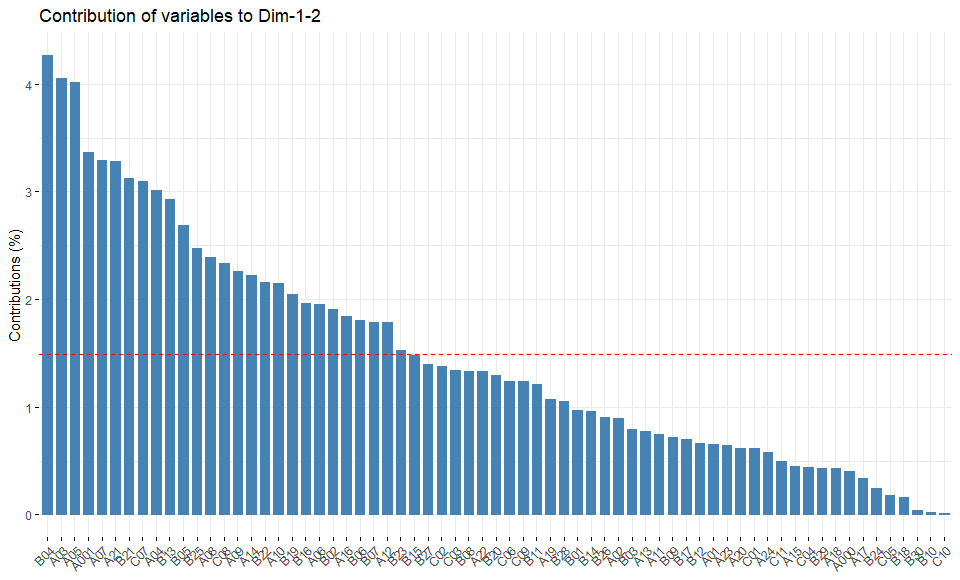 Contribution of variables to Dim-1-2
Contributions (%)
4
3
2
1
0
B04 A03 A05 A001 A07 A21 B21 C07 A04 B13 B05 B25 A08 C08 A09 A14 B22 A10 B19 B16 A06 B02 A16 B06 B07 A12 B23 B15 B27 C02 C03 B08 A22 B20 C06 C09 B11 A19 B28 B01 B14 B26 A02 B03 A13 A11 B09 B17 B12 A01 A23 A20 C01 A24 C11 A15 C04 B29 A18 A000 A17 B24 C05 B18 B30 B10 C10